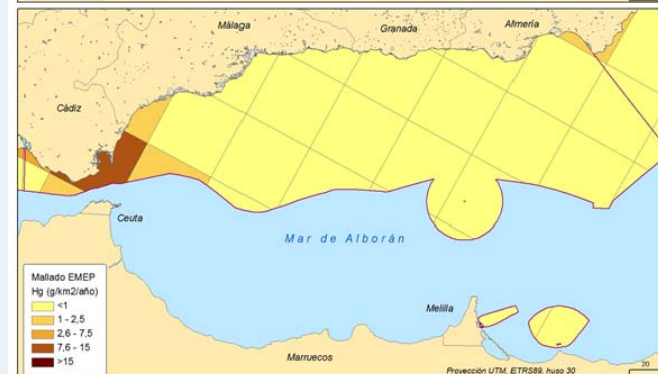 Málaga
Granada
Almería
Cádiz
Ceuta
Mar de Alborán
Mallado EMEP
Hg (g/km2/año)
<1
1 - 2,5
2,6 - 7,5
7,6 - 15
>15
Melilla
Marruecos
Proyección UTM, ETRS89, huso 30
20